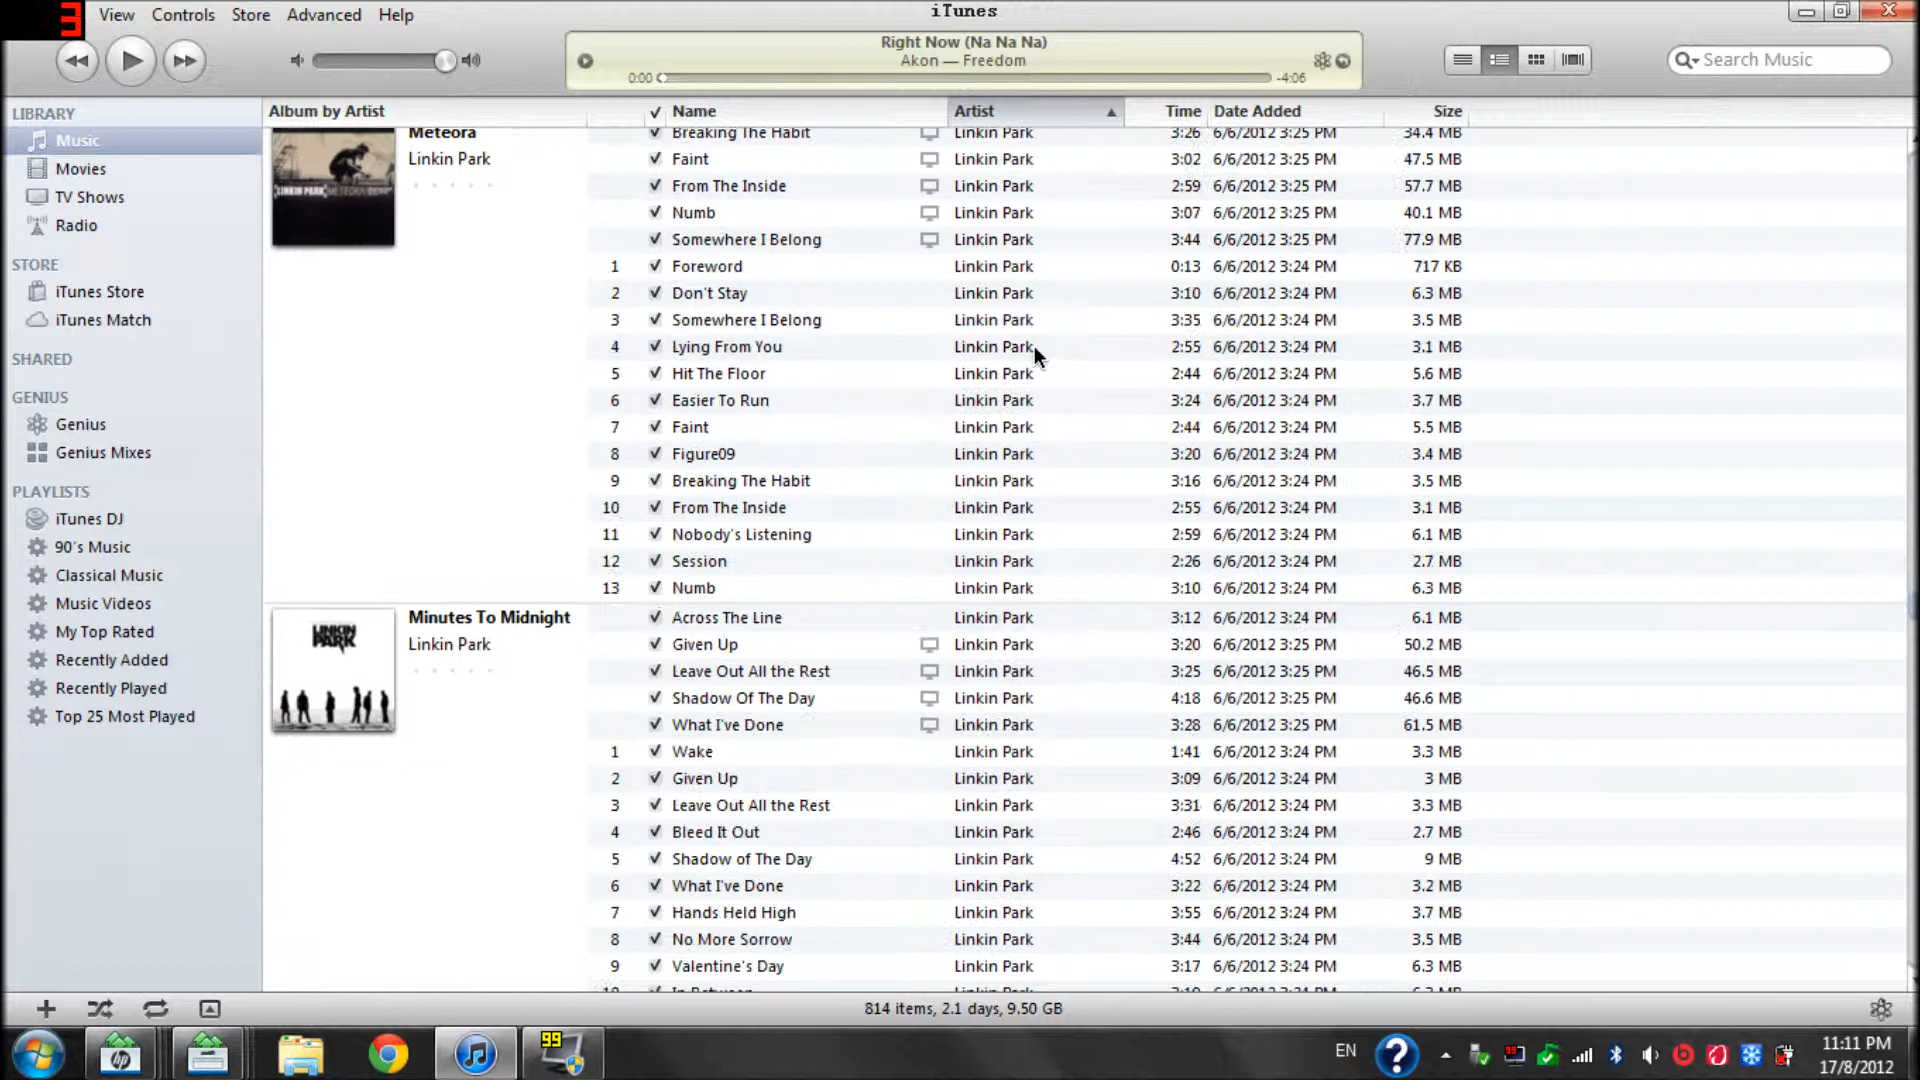 3
View Controls Store Advanced Help
iTunes
Right Now (Na Na Na)
Akon — Freedom
0:00 -4:06
Search Music
LIBRARY
Music
Movies
TV Shows
Radio
STORE
iTunes Store
iTunes Match
SHARED
GENIUS
Genius
Genius Mixes
PLAYLISTS
iTunes DJ
90's Music
Classical Music
Music Videos
My Top Rated
Recently Added
Recently Played
Top 25 Most Played
Album by Artist ✓ Name Artist Time Date Added Size
Meteora
Linkin Park
LINKIN PARK METEORA
Breaking The Habit Linkin Park 3:26 6/6/2012 3:25 PM 34.4 MB
Faint Linkin Park 3:02 6/6/2012 3:25 PM 47.5 MB
From The Inside Linkin Park 2:59 6/6/2012 3:25 PM 57.7 MB
Numb Linkin Park 3:07 6/6/2012 3:25 PM 40.1 MB
Somewhere I Belong Linkin Park 3:44 6/6/2012 3:25 PM 77.9 MB
1 Foreword Linkin Park 0:13 6/6/2012 3:24 PM 717 KB
2 Don't Stay Linkin Park 3:10 6/6/2012 3:24 PM 6.3 MB
3 Somewhere I Belong Linkin Park 3:35 6/6/2012 3:24 PM 3.5 MB
4 Lying From You Linkin Park 2:55 6/6/2012 3:24 PM 3.1 MB
5 Hit The Floor Linkin Park 2:44 6/6/2012 3:24 PM 5.6 MB
6 Easier To Run Linkin Park 3:24 6/6/2012 3:24 PM 3.7 MB
7 Faint Linkin Park 2:44 6/6/2012 3:24 PM 5.5 MB
8 Figure09 Linkin Park 3:20 6/6/2012 3:24 PM 3.4 MB
9 Breaking The Habit Linkin Park 3:16 6/6/2012 3:24 PM 3.5 MB
10 From The Inside Linkin Park 2:55 6/6/2012 3:24 PM 3.1 MB
11 Nobody's Listening Linkin Park 2:59 6/6/2012 3:24 PM 6.1 MB
12 Session Linkin Park 2:26 6/6/2012 3:24 PM 2.7 MB
13 Numb Linkin Park 3:10 6/6/2012 3:24 PM 6.3 MB
Minutes To Midnight
Linkin Park
LINKIN PARK
Across The Line Linkin Park 3:12 6/6/2012 3:24 PM 6.1 MB
Given Up Linkin Park 3:20 6/6/2012 3:25 PM 50.2 MB
Leave Out All the Rest Linkin Park 3:25 6/6/2012 3:25 PM 46.5 MB
Shadow Of The Day Linkin Park 4:18 6/6/2012 3:25 PM 46.6 MB
What I've Done Linkin Park 3:28 6/6/2012 3:25 PM 61.5 MB
1 Wake Linkin Park 1:41 6/6/2012 3:24 PM 3.3 MB
2 Given Up Linkin Park 3:09 6/6/2012 3:24 PM 3 MB
3 Leave Out All the Rest Linkin Park 3:31 6/6/2012 3:24 PM 3.3 MB
4 Bleed It Out Linkin Park 2:46 6/6/2012 3:24 PM 2.7 MB
5 Shadow of The Day Linkin Park 4:52 6/6/2012 3:24 PM 9 MB
6 What I've Done Linkin Park 3:22 6/6/2012 3:24 PM 3.2 MB
7 Hands Held High Linkin Park 3:55 6/6/2012 3:24 PM 3.7 MB
8 No More Sorrow Linkin Park 3:44 6/6/2012 3:24 PM 3.5 MB
9 Valentine's Day Linkin Park 3:17 6/6/2012 3:24 PM 6.3 MB
814 items, 2.1 days, 9.50 GB
hp
99
EN
?
11:11 PM
17/8/2012